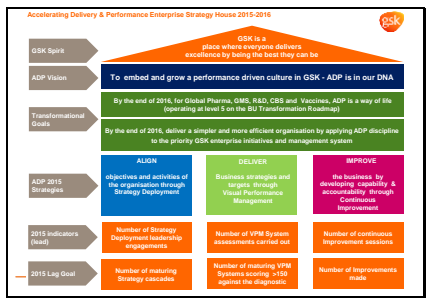 Accelerating Delivery & Performance Enterprise Strategy House 2015-2016
gsk
GSK Spirit
GSK is a
place where everyone delivers
excellence by being the best they can be
ADP Vision
To embed and grow a performance driven culture in GSK - ADP is in our DNA
Transformational
Goals
By the end of 2016, for Global Pharma, GMS, R&D, CBS and Vaccines, ADP is a way of life
(operating at level 5 on the BU Transformation Roadmap)
By the end of 2016, deliver a simpler and more efficient organisation by applying ADP discipline
to the priority GSK enterprise initiatives and management system
ADP 2015
Strategies
ALIGN
objectives and activities of
the organisation through
Strategy Deployment
DELIVER
Business strategies and
targets through
Visual Performance
Management
IMPROVE
the business by
developing capability &
accountability through
Continuous
Improvement
2015 indicators
(lead)
Number of Strategy
Deployment leadership
engagements
Number of VPM System
assessments carried out
Number of continuous
Improvement sessions
2015 Lag Goal
Number of maturing
Strategy cascades
Number of maturing VPM
Systems scoring >150
against the diagnostic
Number of Improvements
made